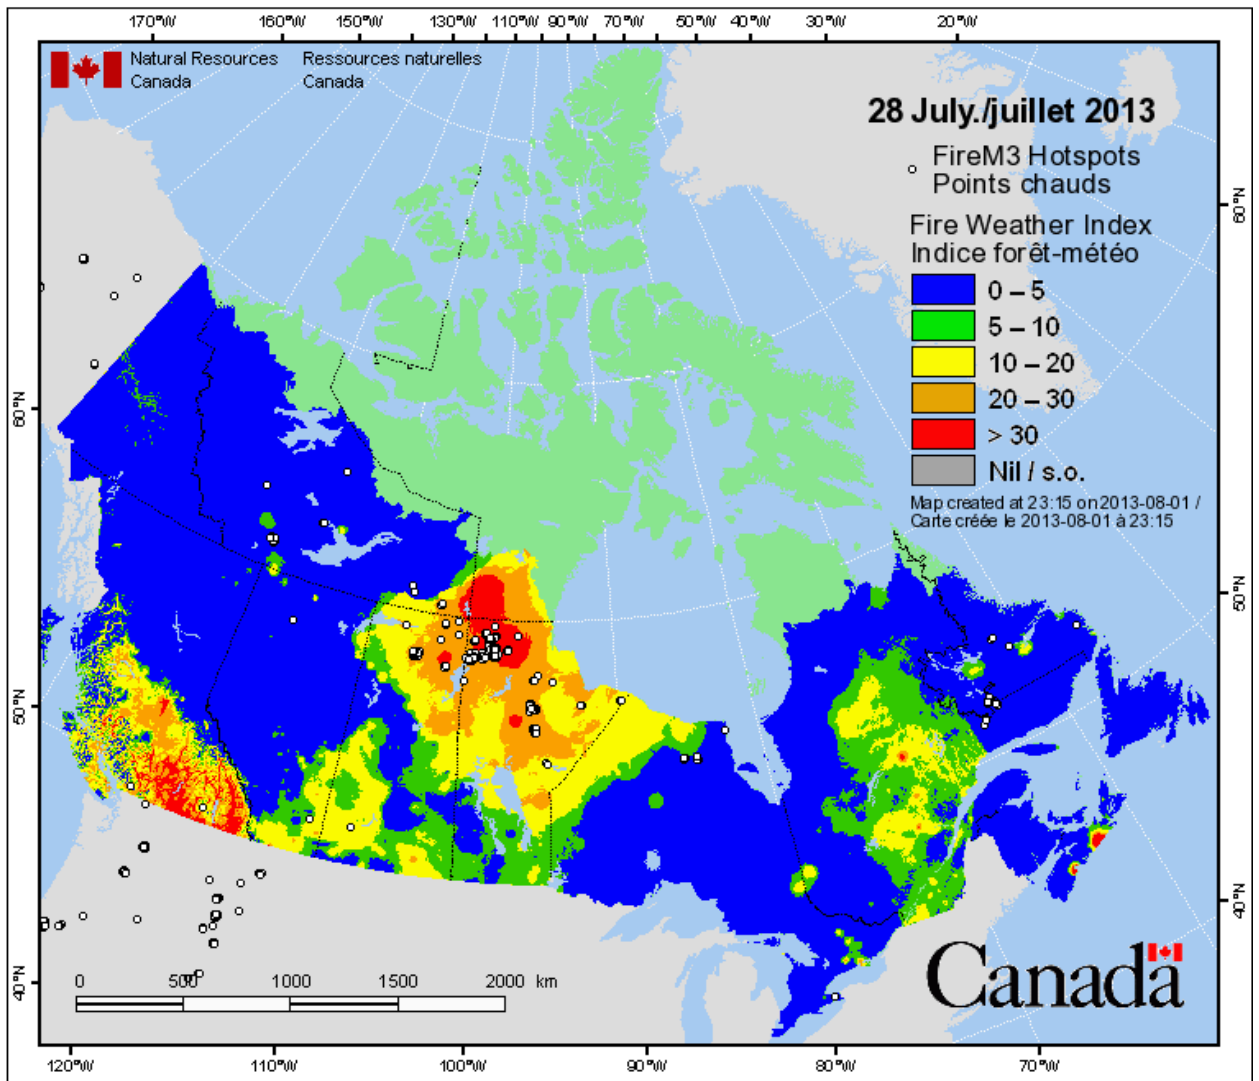 170°W 160°W 150°W 130°W 110°W 90°W 70°W 50°W 40°W 30°W 20°W
Natural Resources Ressources naturelles
Canada Canada
28 July./juillet 2013
FireM3 Hotspots
Points chauds
Fire Weather Index
Indice forêt-météo
0 – 5
5 – 10
10 – 20
20 – 30
> 30
Nil / s.o.
Map created at 23:15 on 2013-08-01 /
Carte créée le 2013-08-01 à 23:15
60°N
50°N
40°N
60°N
50°N
40°N
Canada
0 500 1000 1500 2000 km
120°W 110°W 100°W 90°W 80°W 70°W